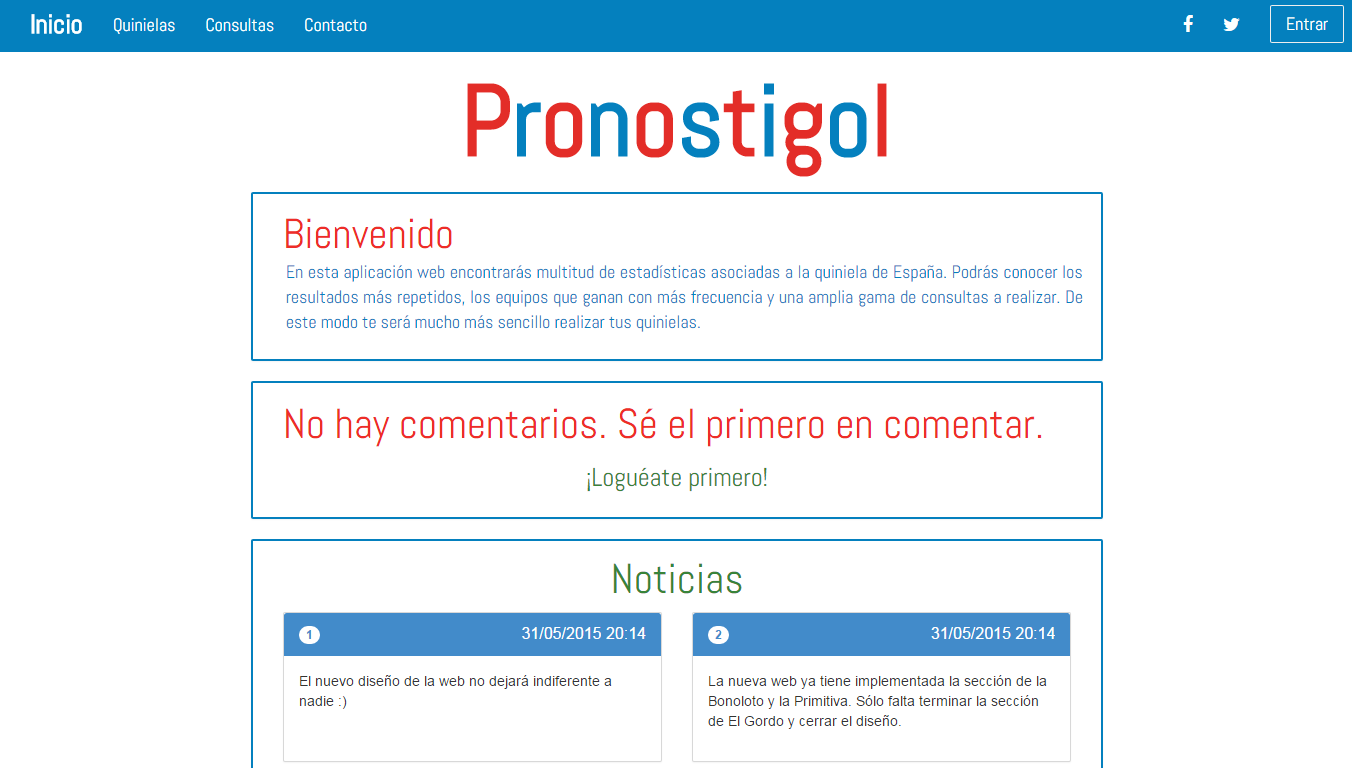 Inicio Quinielas Consultas Contacto Entrar
Pronostigol
Bienvenido
En esta aplicación web encontrarás multitud de estadísticas asociadas a la quiniela de España. Podrás conocer los
resultados más repetidos, los equipos que ganan con más frecuencia y una amplia gama de consultas a realizar. De
este modo te será mucho más sencillo realizar tus quinielas.
No hay comentarios. Sé el primero en comentar.
¡Loguéate primero!
Noticias
1 31/05/2015 20:14
El nuevo diseño de la web no dejará indiferente a
nadie :)
2 31/05/2015 20:14
La nueva web ya tiene implementada la sección de la
Bonoloto y la Primitiva. Sólo falta terminar la sección
de El Gordo y cerrar el diseño.